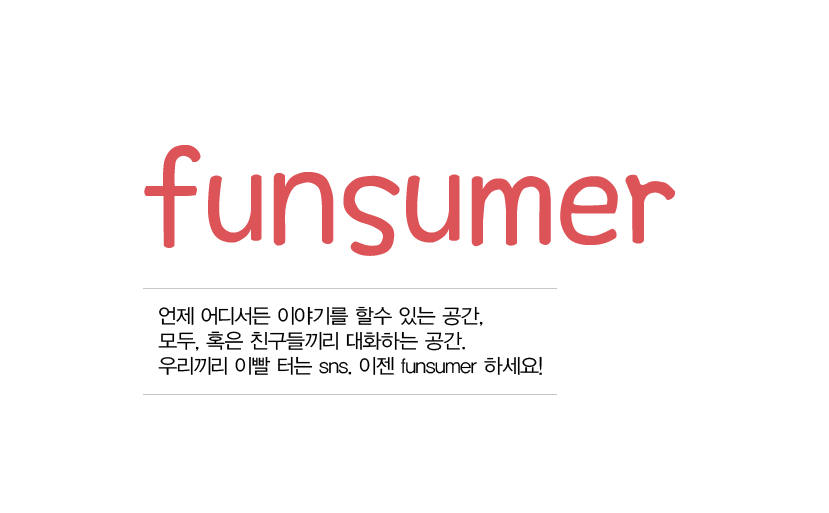 funsumer
언제 어디서든 이야기를 할수 있는 공간,
모두, 혹은 친구들끼리 대화하는 공간.
우리끼리 이빨 터는 sns. 이젠 funsumer 하세요!